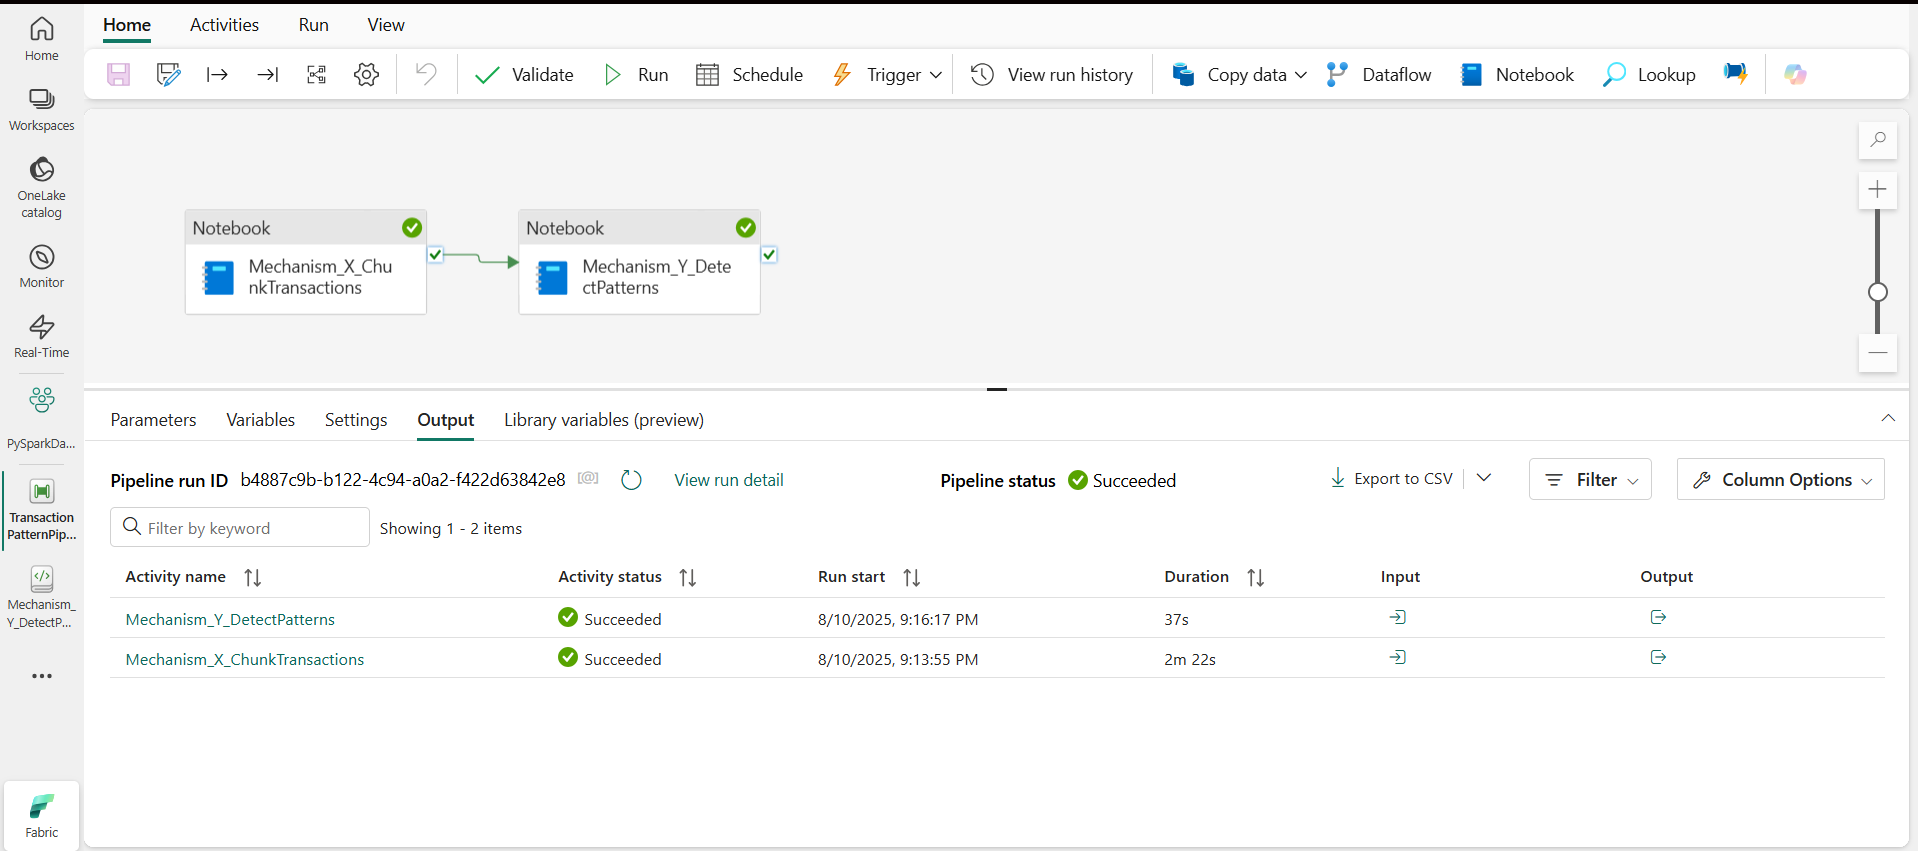 Home Activities Run View
Validate Run Schedule Trigger View run history Copy data Dataflow Notebook Lookup
Home
Workspaces
OneLake
catalog
Monitor
Real-Time
PySparkDa...
Transaction
PatternPip...
Mechanism_
Y_DetectP...
Fabric
Notebook
Mechanism_X_Chu
nkTransactions
Notebook
Mechanism_Y_Dete
ctPatterns
Parameters Variables Settings Output Library variables (preview)
Pipeline run ID b4887c9b-b122-4c94-a0a2-f422d63842e8 [@] View run detail Pipeline status Succeeded Export to CSV Filter Column Options
Filter by keyword Showing 1 - 2 items
Activity name Activity status Run start Duration Input Output
Mechanism_Y_DetectPatterns Succeeded 8/10/2025, 9:16:17 PM 37s
Mechanism_X_ChunkTransactions Succeeded 8/10/2025, 9:13:55 PM 2m 22s